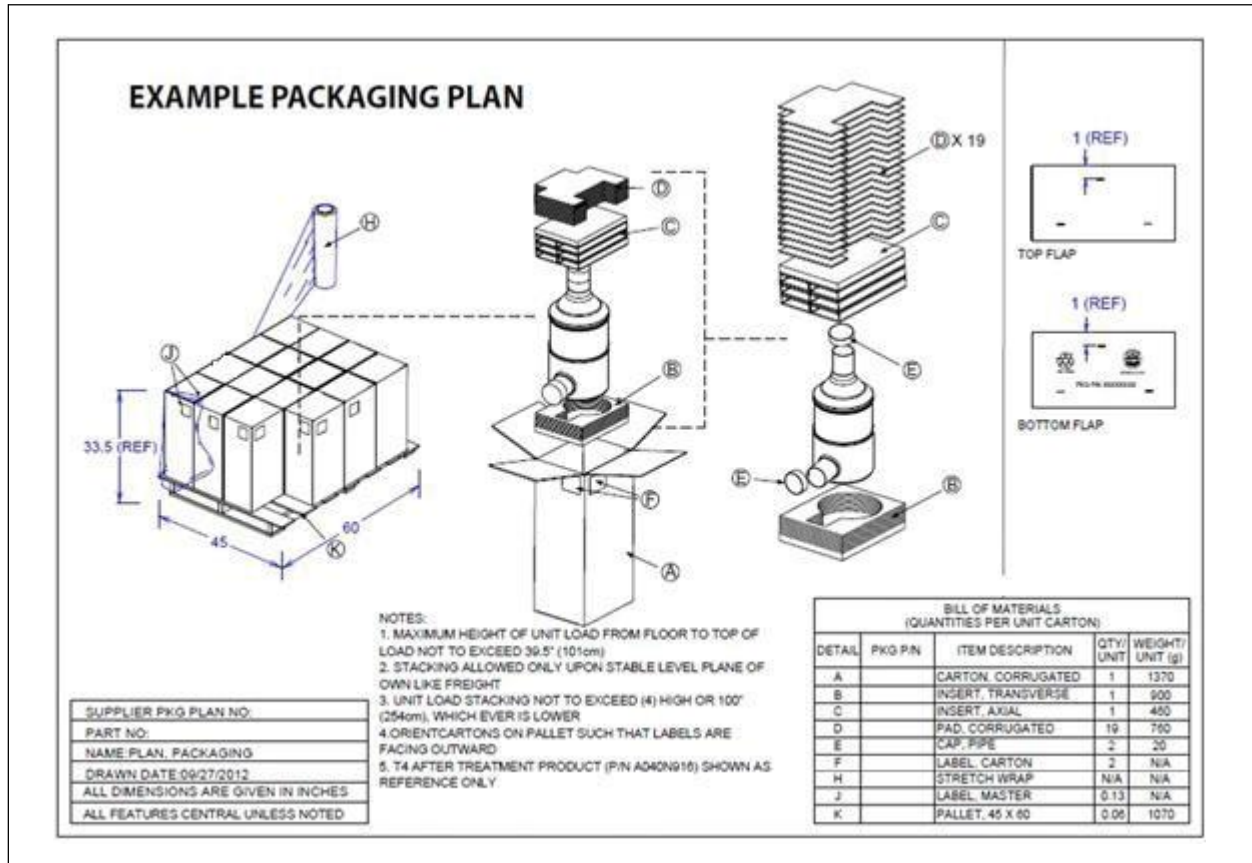 EXAMPLE PACKAGING PLAN
H
J
33.5 (REF)
45
60
K
D
C
B
F
A
D X 19
C
E
E
B
1 (REF)
TOP FLAP
1 (REF)
BOTTOM FLAP
NOTES:
1. MAXIMUM HEIGHT OF UNIT LOAD FROM FLOOR TO TOP OF
LOAD NOT TO EXCEED 39.5" (101cm)
2. STACKING ALLOWED ONLY UPON STABLE LEVEL PLANE OF
OWN LIKE FREIGHT
3. UNIT LOAD STACKING NOT TO EXCEED (4) HIGH OR 100"
(254cm), WHICH EVER IS LOWER
4.ORIENTCARTONS ON PALLET SUCH THAT LABELS ARE
FACING OUTWARD
5. T4 AFTER TREATMENT PRODUCT (P/N A040N916) SHOWN AS
REFERENCE ONLY
SUPPLIER PKG PLAN NO:
PART NO:
NAME:PLAN, PACKAGING
DRAWN DATE:09/27/2012
ALL DIMENSIONS ARE GIVEN IN INCHES
ALL FEATURES CENTRAL UNLESS NOTED
BILL OF MATERIALS
(QUANTITIES PER UNIT CARTON)
DETAIL PKG P/N ITEM DESCRIPTION QTY/ UNIT WEIGHT/ UNIT (g)
A CARTON, CORRUGATED 1 1370
B INSERT, TRANSVERSE 1 900
C INSERT, AXIAL 1 460
D PAD, CORRUGATED 19 760
E CAP, PIPE 2 20
F LABEL, CARTON 2 N/A
H STRETCH WRAP N/A N/A
J LABEL, MASTER 0.13 N/A
K PALLET, 45 X 60 0.06 1070